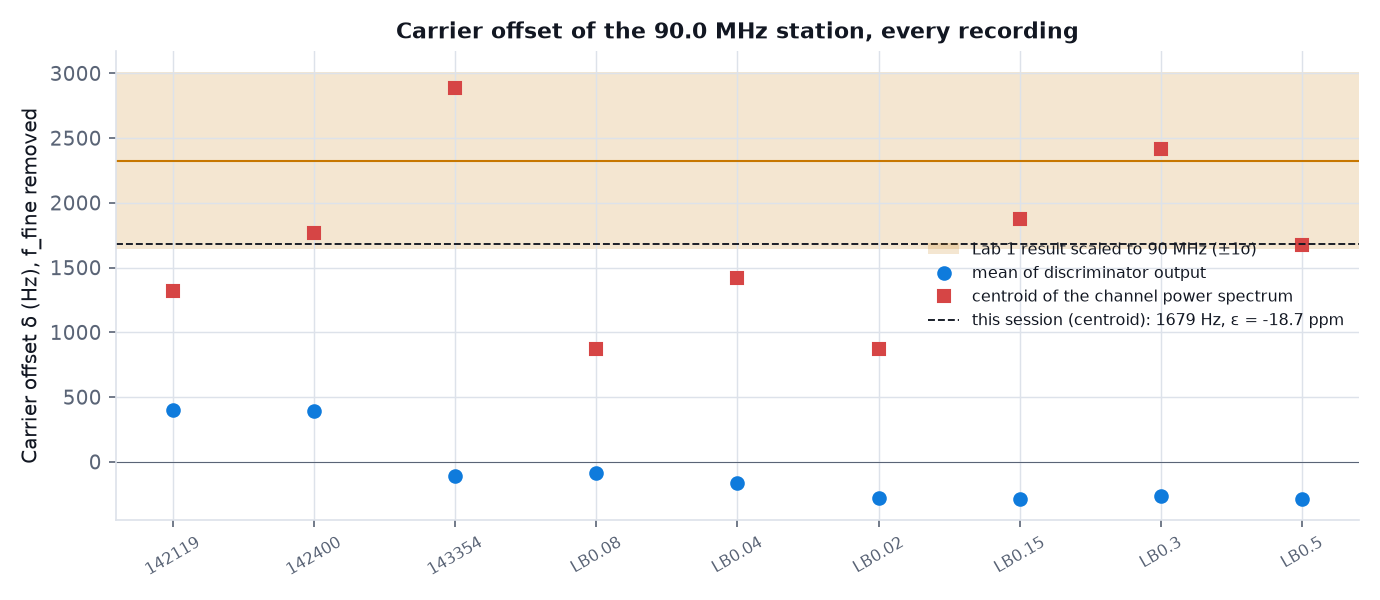 Carrier offset of the 90.0 MHz station, every recording
Carrier offset δ (Hz), f_fine removed
3000
2500
2000
1500
1000
500
0
Lab 1 result scaled to 90 MHz (±1σ)
mean of discriminator output
centroid of the channel power spectrum
this session (centroid): 1679 Hz, ε = -18.7 ppm
142119
142400
143354
LB0.08
LB0.04
LB0.02
LB0.15
LB0.3
LB0.5